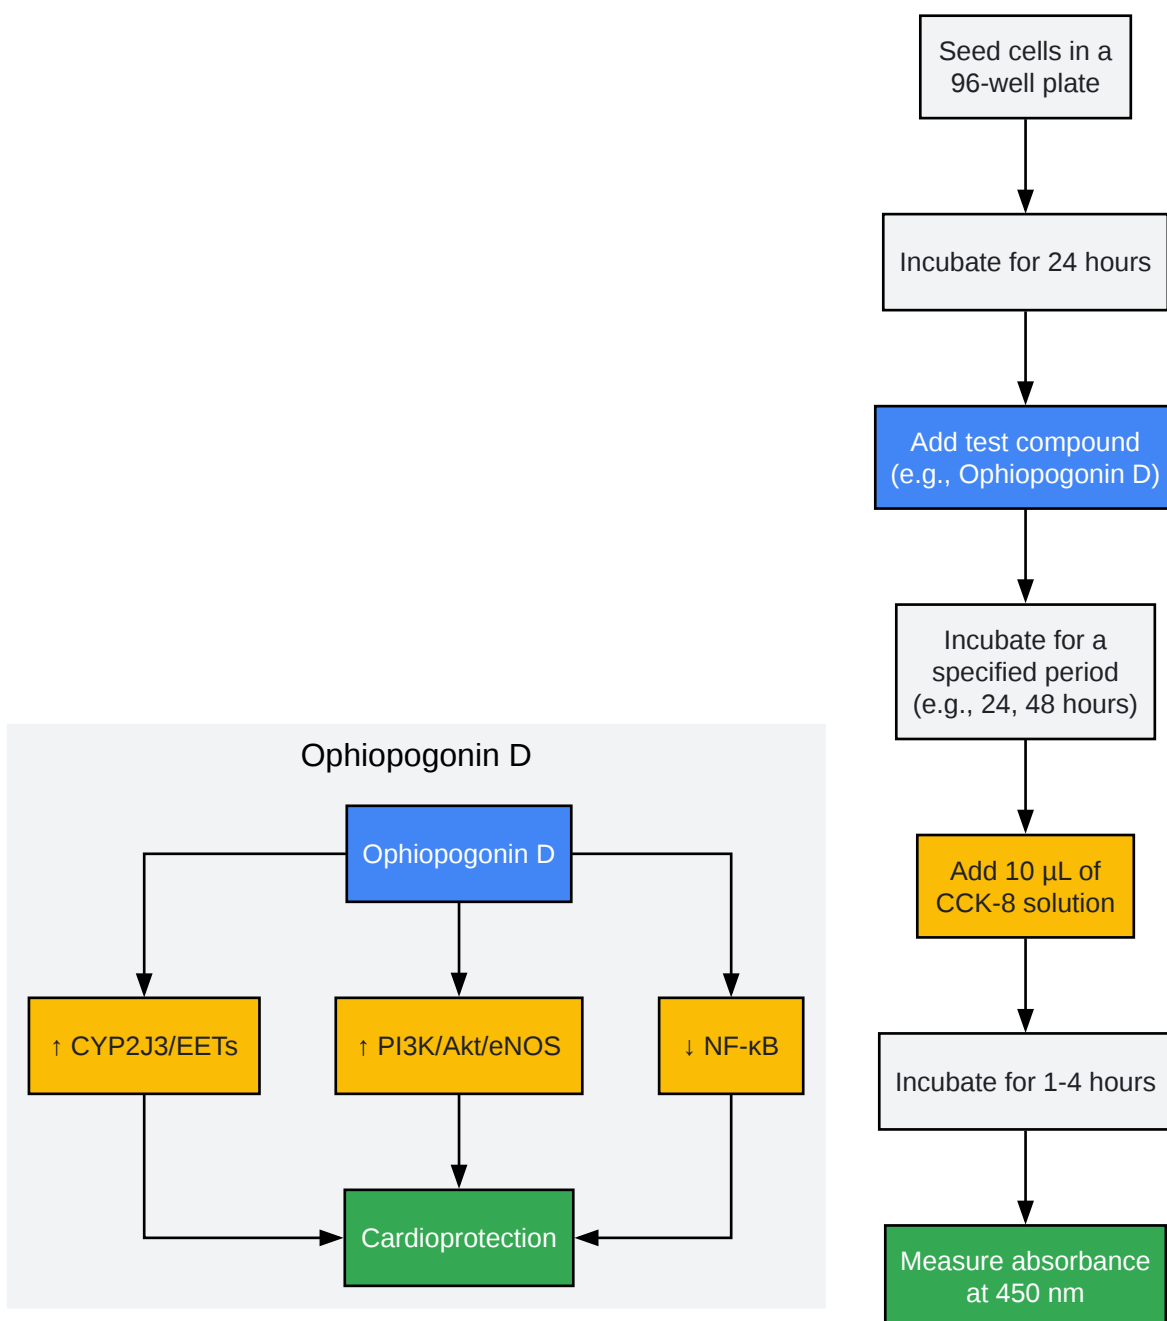 Seed cells in a
96-well plate
Incubate for 24 hours
Add test compound
(e.g., Ophiopogonin D)
Incubate for a
specified period
(e.g., 24, 48 hours)
Add 10 µL of
CCK-8 solution
Incubate for 1-4 hours
Measure absorbance
at 450 nm
Ophiopogonin D
Ophiopogonin D
↑ CYP2J3/EETs
↑ PI3K/Akt/eNOS
↓ NF-κB
Cardioprotection